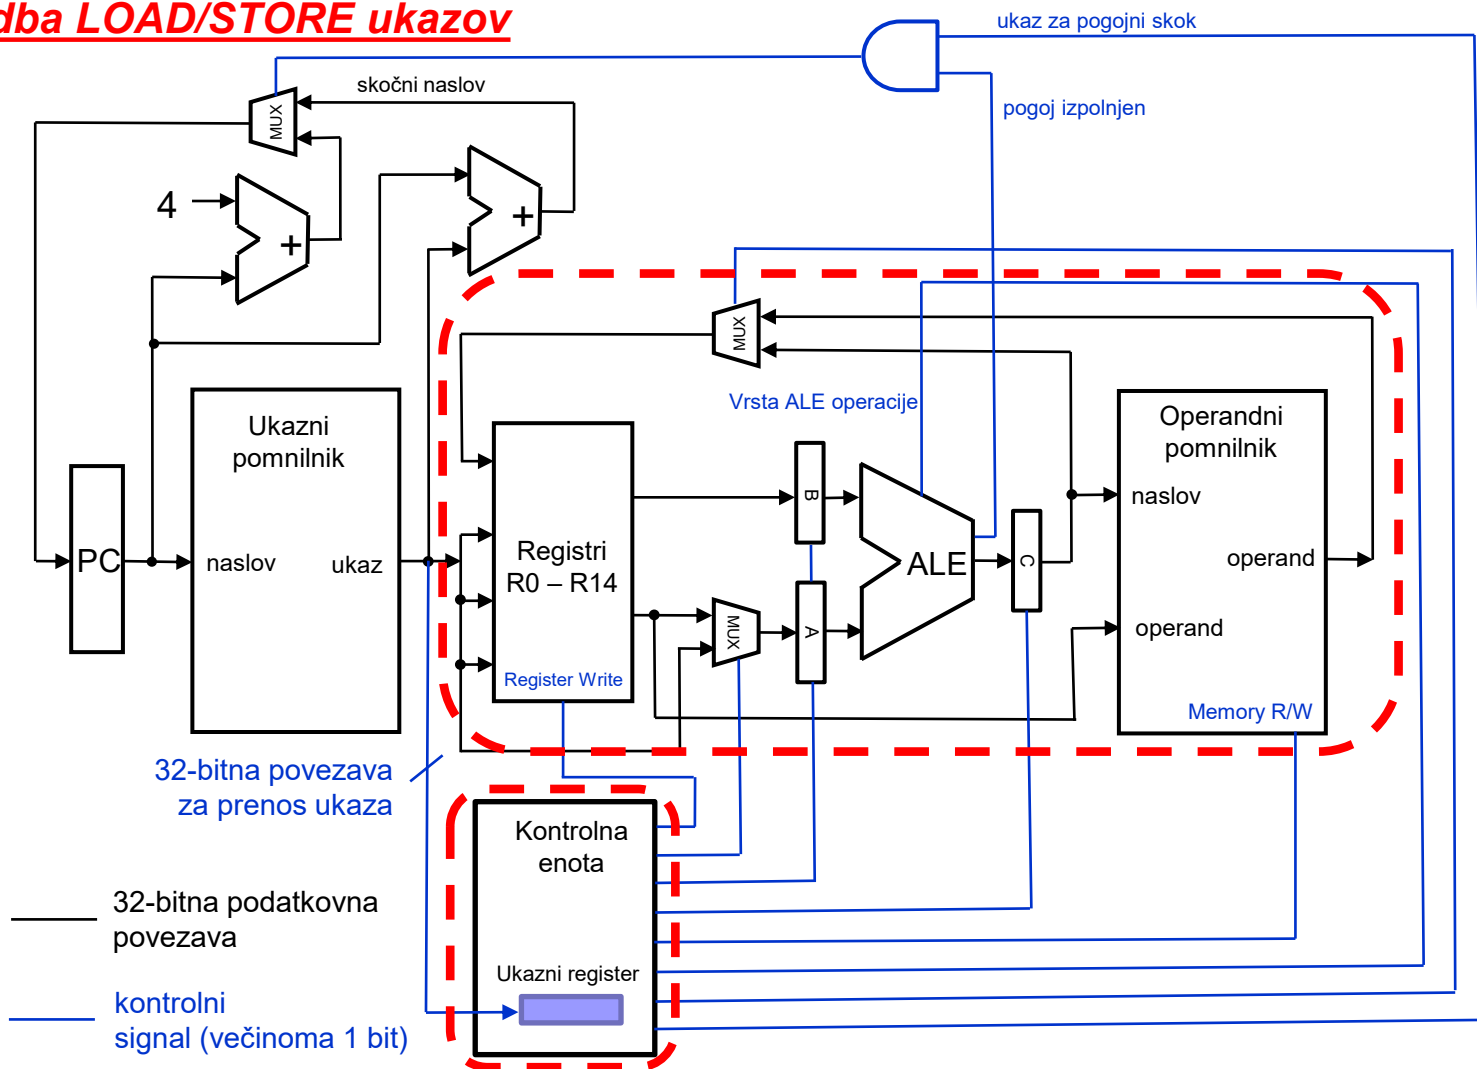 dba LOAD/STORE ukazov
ukaz za pogojni skok
skočni naslov
MUX
pogoj izpolnjen
4
+
+
MUX
Vrsta ALE operacije
Ukazni
pomnilnik
Operandni
pomnilnik
B
naslov
PC
naslov
ukaz
Registri
R0 – R14
ALE
C
operand
MUX
A
operand
Register Write
Memory R/W
32-bitna povezava
za prenos ukaza
Kontrolna
enota
32-bitna podatkovna
povezava
Ukazni register
kontrolni
signal (večinoma 1 bit)